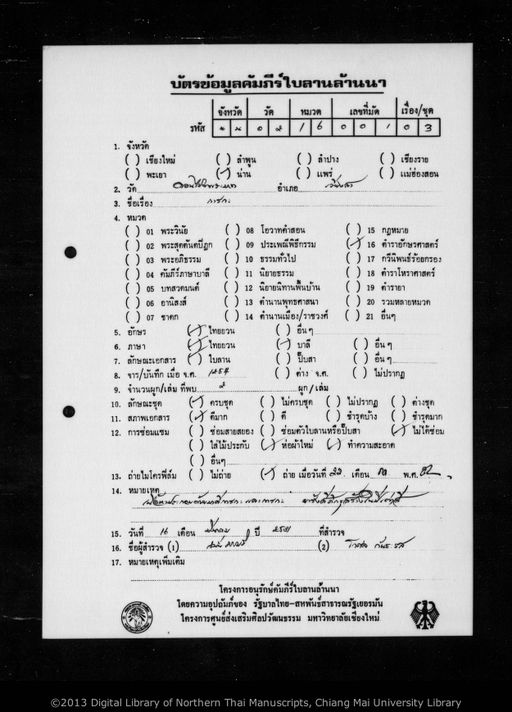 บัตรข้อมูลคัมภีร์ใบลานล้านนา
จังหวัด วัด หมวด เลขที่มัด เรื่อง/ชุด
รหัส 1 6 0 0 1 0 3
1. จังหวัด
( ) เชียงใหม่ ( ) ลำพูน ( ) ลำปาง ( ) เชียงราย
( ) พะเยา (✓) น่าน ( ) แพร่ ( ) แม่ฮ่องสอน
2. วัด อำเภอ
3. ชื่อเรื่อง
4. หมวด
( ) 01 พระวินัย ( ) 08 โอวาทคำสอน ( ) 15 กฎหมาย
( ) 02 พระสุตตันตปิฎก ( ) 09 ประเพณีพิธีกรรม (✓) 16 ตำราอักษรศาสตร์
( ) 03 พระอภิธรรม ( ) 10 ธรรมทั่วไป ( ) 17 กวีนิพนธ์ร้อยกรอง
( ) 04 คัมภีร์ภาษาบาลี ( ) 11 นิยายธรรม ( ) 18 ตำราโหราศาสตร์
( ) 05 บทสวดมนต์ ( ) 12 นิยายนิทานพื้นบ้าน ( ) 19 ตำรายา
( ) 06 อานิสงส์ ( ) 13 ตำนานพุทธศาสนา ( ) 20 รวมหลายหมวด
( ) 07 ชาดก ( ) 14 ตำนานเมือง/ราชวงศ์ ( ) 21 อื่นๆ
5. อักษร (✓) ไทยยวน ( ) อื่น ๆ
6. ภาษา (✓) ไทยยวน (✓) บาลี ( ) อื่น ๆ
7. ลักษณะเอกสาร (✓) ใบลาน ( ) ปั๊บสา ( ) อื่น ๆ
8. จาร/บันทึก เมื่อ จ.ศ. 1254 ( ) ต่าง จ.ศ. ( ) ไม่ปรากฏ
9. จำนวนผูก/เล่ม ที่พบ 2 ผูก / เล่ม
10. ลักษณะชุด (✓) ครบชุด ( ) ไม่ครบชุด ( ) ไม่ปรากฏ ( ) ต่างชุด
11. สภาพเอกสาร (✓) ดีมาก ( ) ดี ( ) ชำรุดบ้าง ( ) ชำรุดมาก
12. การซ่อมแซม ( ) ซ่อมสายสยอง ( ) ซ่อมตัวใบลานหรือปั๊บสา (✓) ไม่ได้ซ่อม
( ) ใส่ไม้ประกับ (✓) ห่อผ้าใหม่ (✓) ทำความสะอาด
( ) อื่นๆ
13. ถ่ายไมโครฟิล์ม ( ) ไม่ถ่าย (✓) ถ่าย เมื่อวันที่ 22 เดือน พ.ศ.
14. หมายเหตุ
15. วันที่ 16 เดือน ปี ที่สำรวจ
16. ชื่อผู้สำรวจ (1) (2)
17. หมายเหตุเพิ่มเติม
โครงการอนุรักษ์คัมภีร์ใบลานล้านนา
โดยความอุปถัมภ์ของ รัฐบาลไทย-สหพันธ์สาธารณรัฐเยอรมัน
โครงการศูนย์ส่งเสริมศิลปวัฒนธรรม มหาวิทยาลัยเชียงใหม่
©2013 Digital Library of Northern Thai Manuscripts, Chiang Mai University Library